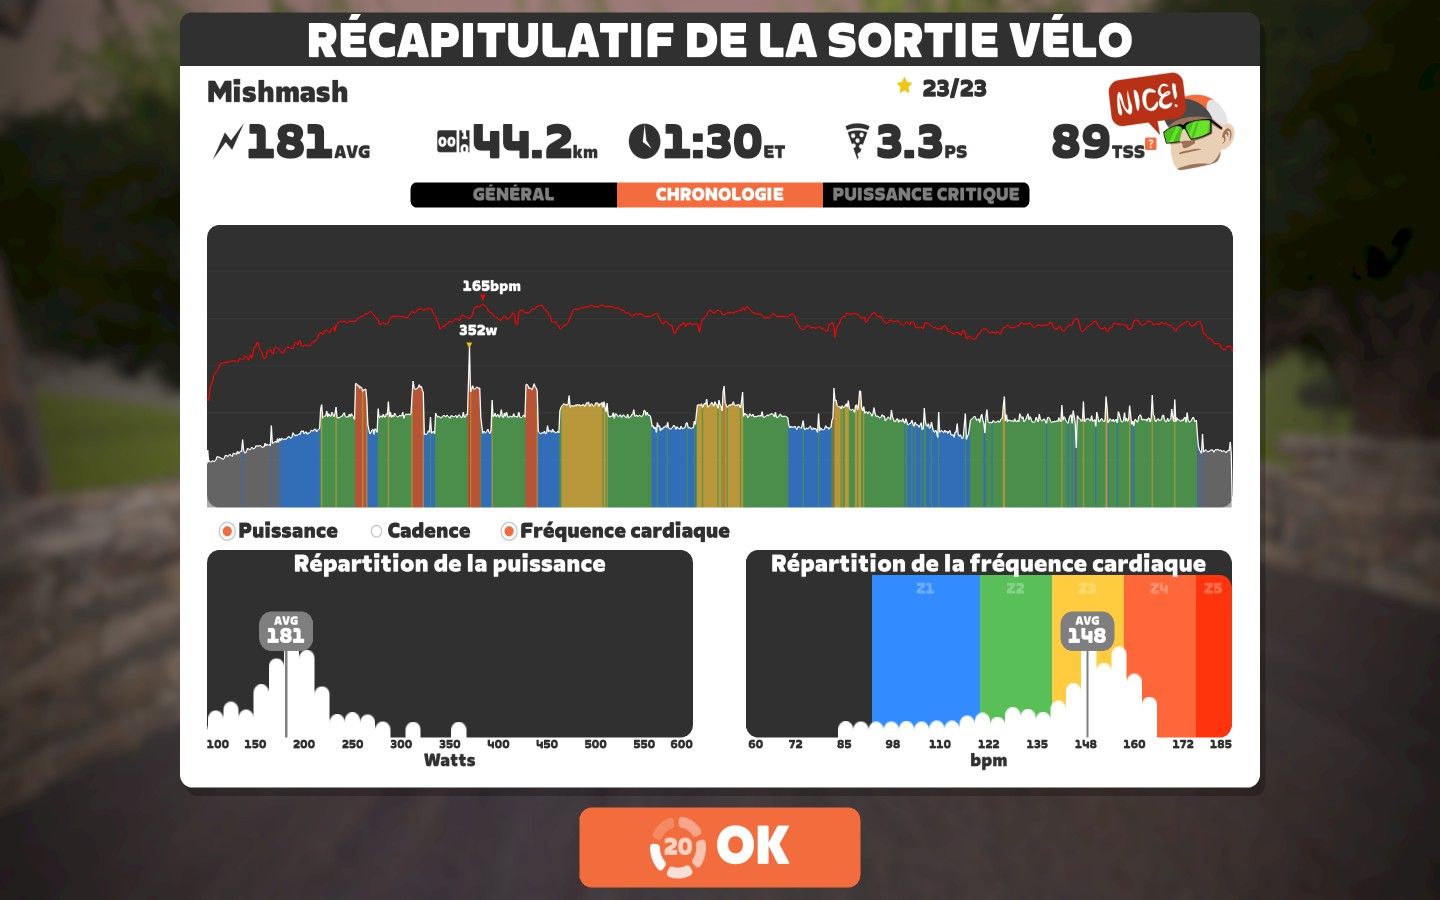 RÉCAPITULATIF DE LA SORTIE VÉLO
Mishmash
23/23
NICE!
181AVG
00
44.2km
1:30ET
3.3PS
89TSS
?
GÉNÉRAL
CHRONOLOGIE
PUISSANCE CRITIQUE
165bpm
352w
Puissance
Cadence
Fréquence cardiaque
Répartition de la puissance
AVG
181
100 150 200 250 300 350 400 450 500 550 600
Watts
Répartition de la fréquence cardiaque
Z1 Z2 Z3 Z4 Z5
AVG
148
60 72 85 98 110 122 135 148 160 172 185
bpm
20 OK